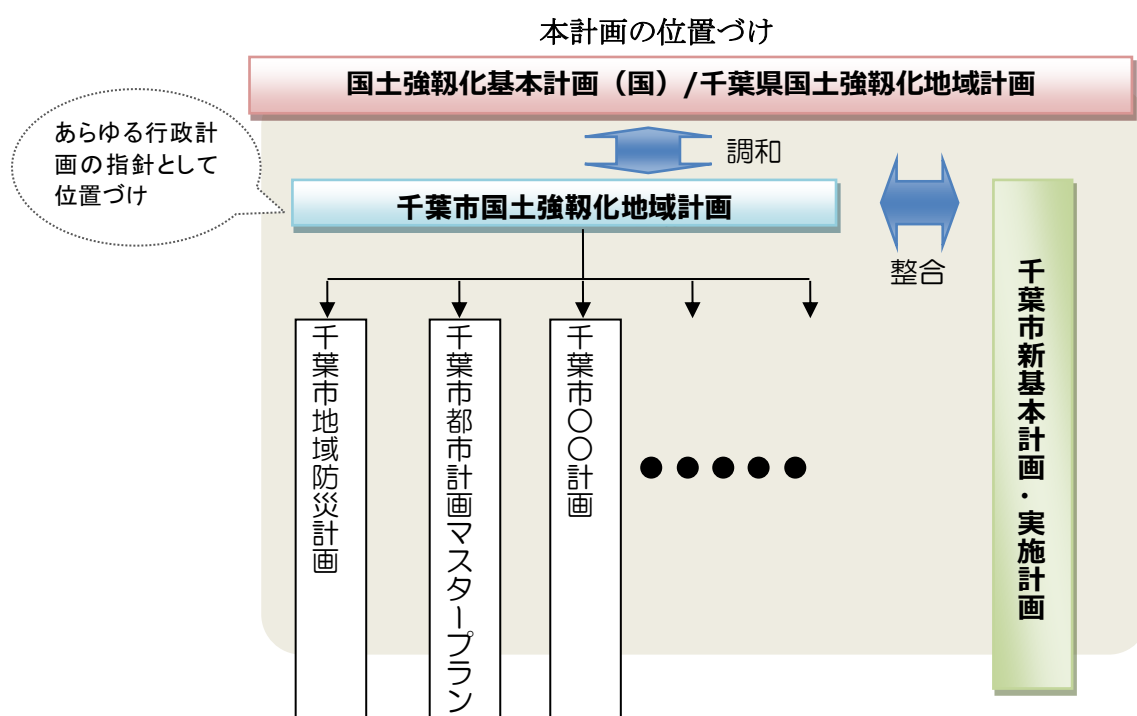 本計画の位置づけ
国土強靱化基本計画（国）/千葉県国土強靱化地域計画
あらゆる行政計
画の指針として
位置づけ
調和
千葉市国土強靱化地域計画
整合
千葉市地域防災計画
千葉市都市計画マスタープラン
千葉市〇〇計画
●●●●●
千葉市新基本計画・実施計画